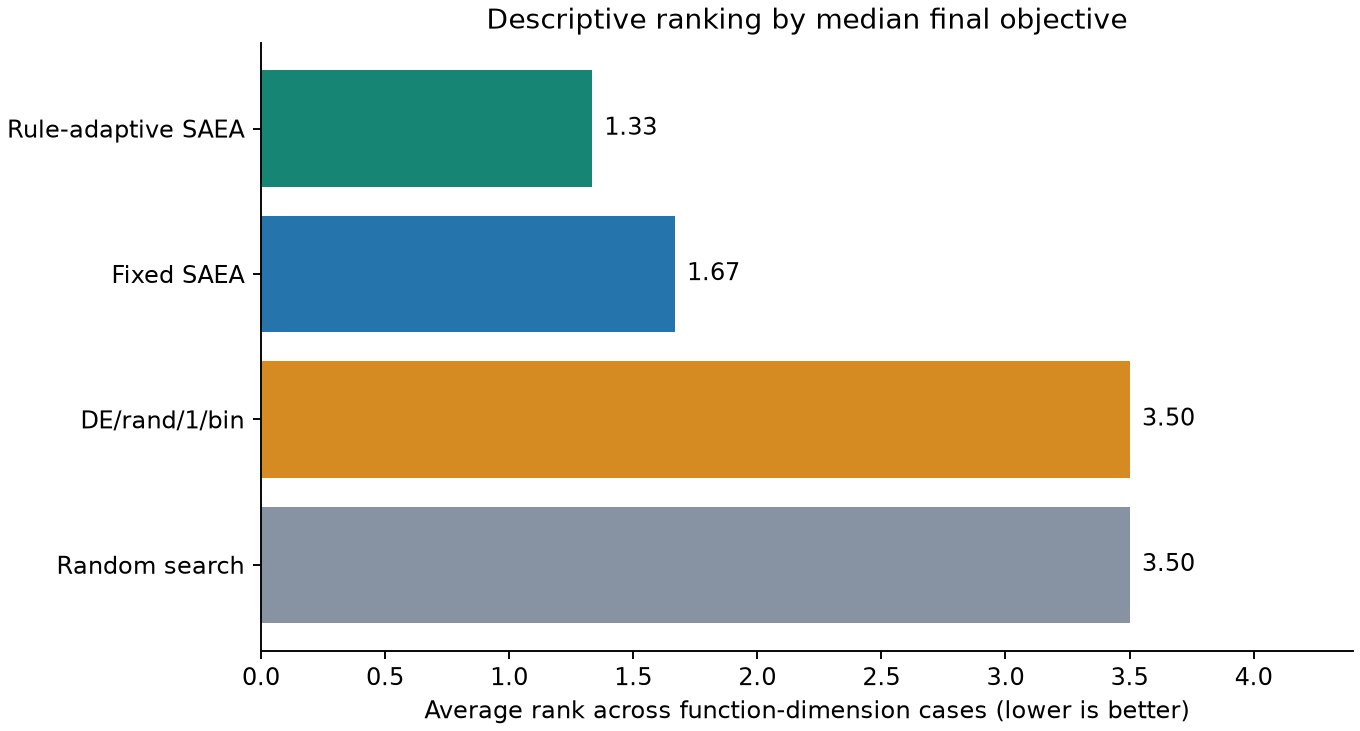 Descriptive ranking by median final objective
Rule-adaptive SAEA
1.33
Fixed SAEA
1.67
DE/rand/1/bin
3.50
Random search
3.50
0.0 0.5 1.0 1.5 2.0 2.5 3.0 3.5 4.0
Average rank across function-dimension cases (lower is better)